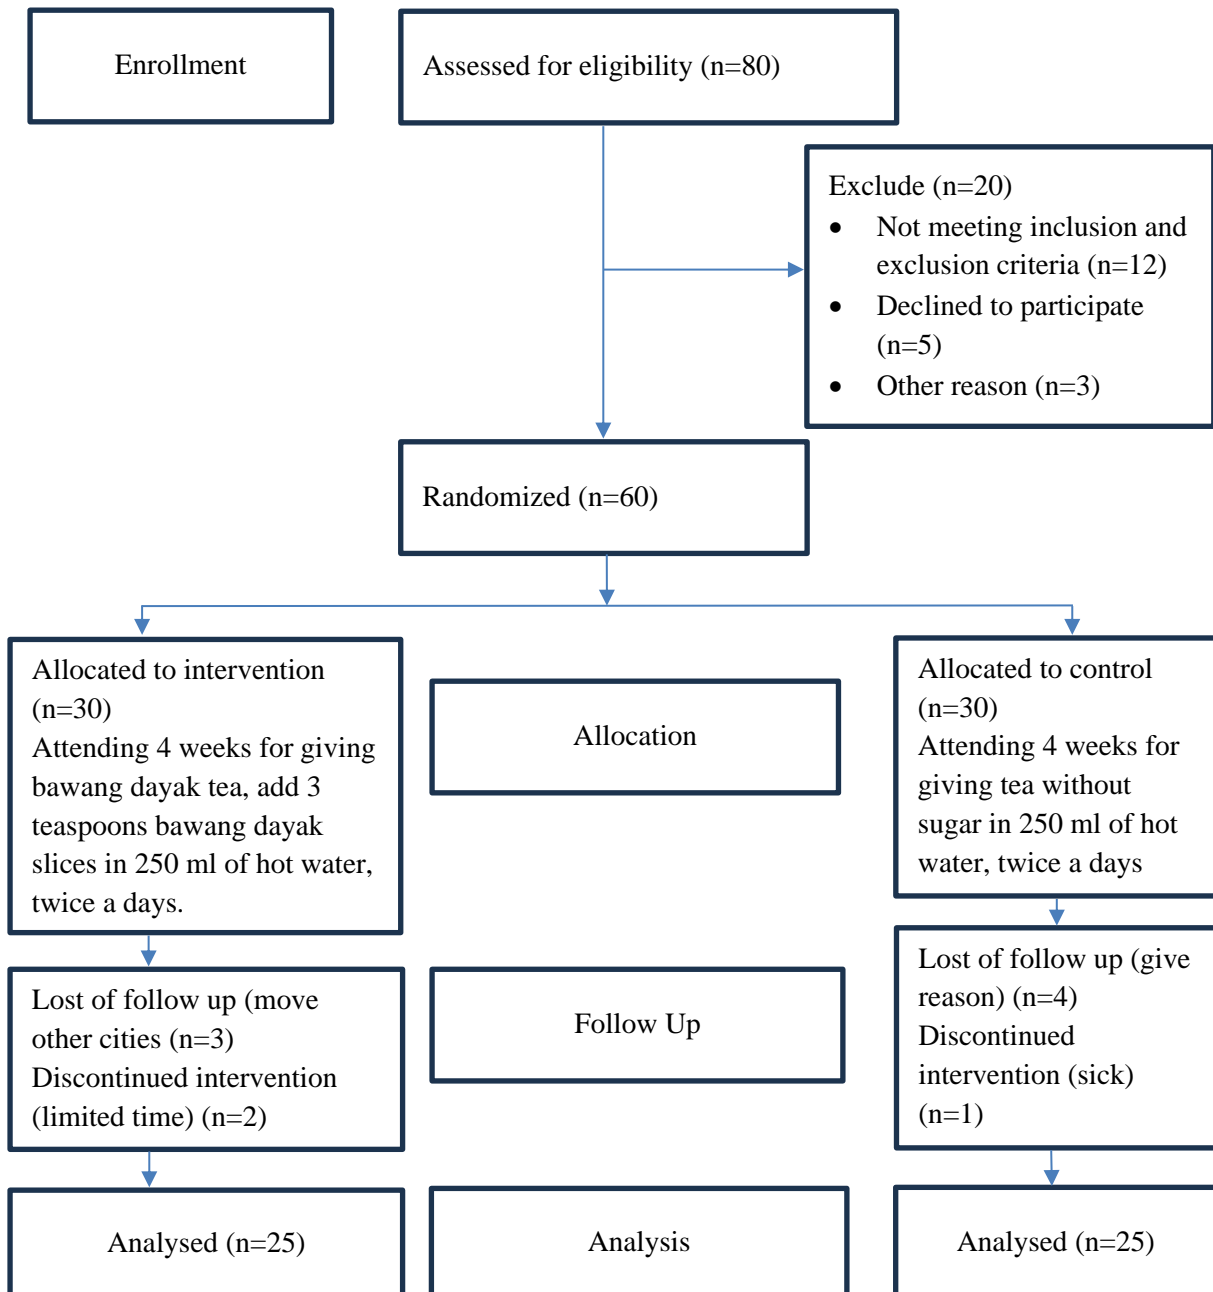 Enrollment
Assessed for eligibility (n=80)
Exclude (n=20)
• Not meeting inclusion and
exclusion criteria (n=12)
• Declined to participate
(n=5)
• Other reason (n=3)
Randomized (n=60)
Allocated to intervention
(n=30)
Attending 4 weeks for giving
bawang dayak tea, add 3
teaspoons bawang dayak
slices in 250 ml of hot water,
twice a days.
Allocation
Allocated to control
(n=30)
Attending 4 weeks for
giving tea without
sugar in 250 ml of hot
water, twice a days
Lost of follow up (move
other cities (n=3)
Discontinued intervention
(limited time) (n=2)
Follow Up
Lost of follow up (give
reason) (n=4)
Discontinued
intervention (sick)
(n=1)
Analysed (n=25)
Analysis
Analysed (n=25)